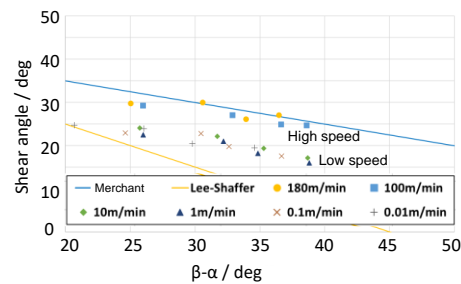 50
40
30
20
10
0
Shear angle / deg
High speed
Low speed
Merchant
Lee-Shaffer
180m/min
100m/min
10m/min
1m/min
0.1m/min
0.01m/min
20
25
30
35
40
45
50
β-α / deg